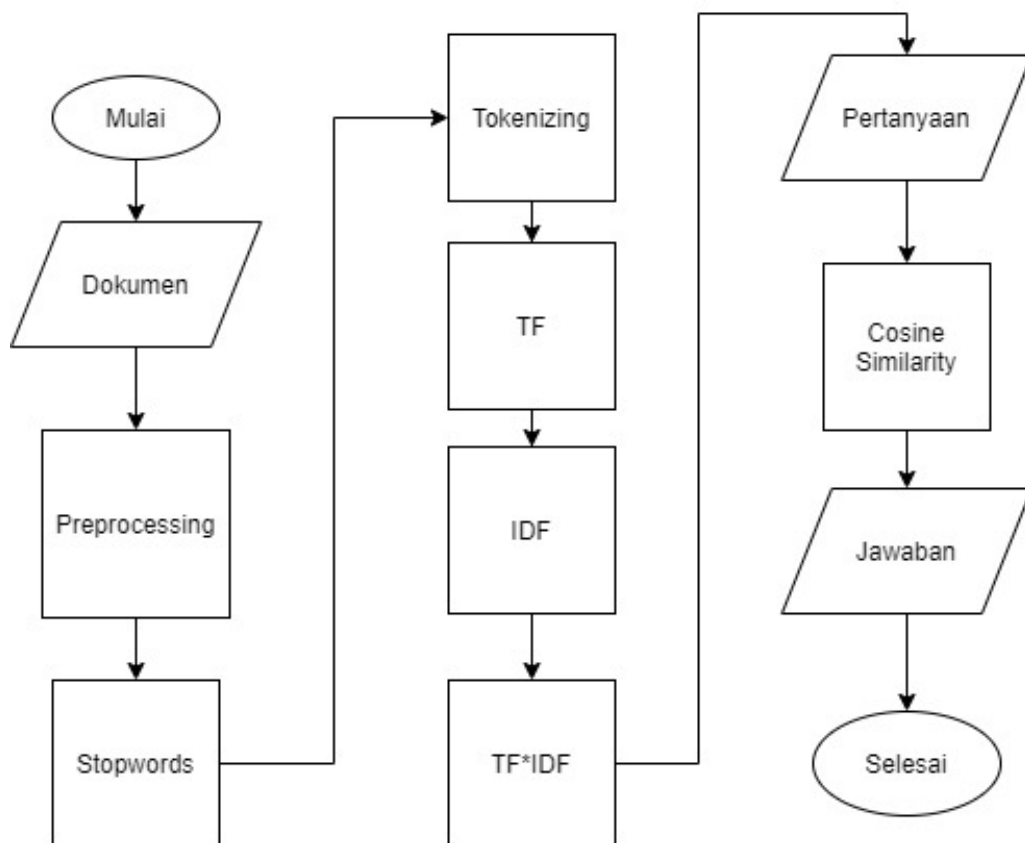 Mulai
Dokumen
Preprocessing
Stopwords
Tokenizing
TF
IDF
TF*IDF
Pertanyaan
Cosine
Similarity
Jawaban
Selesai